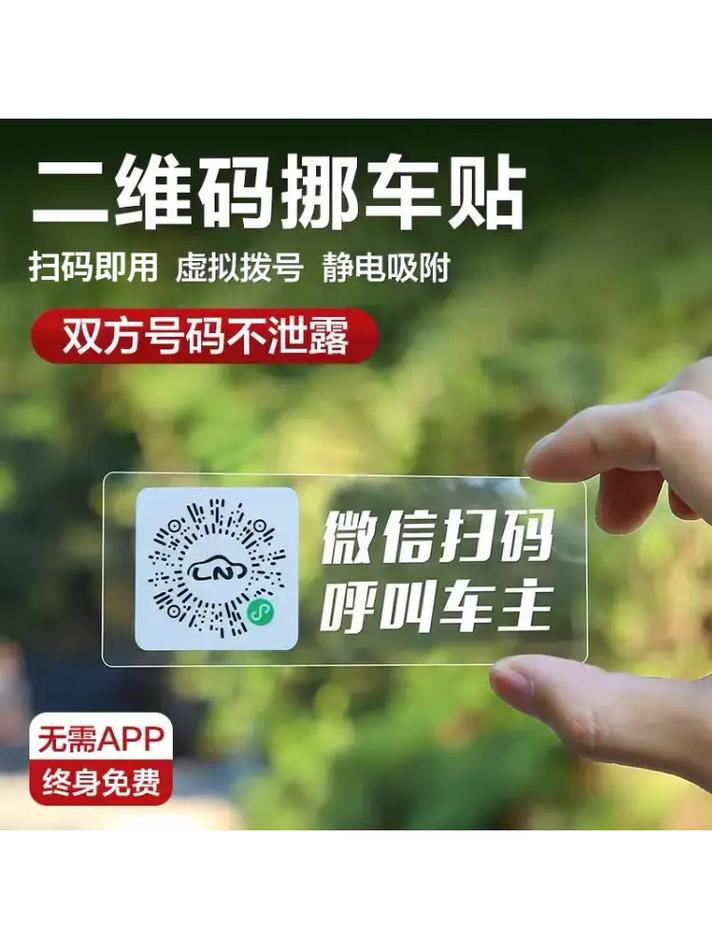 二维码挪车贴
扫码即用 虚拟拨号 静电吸附
双方号码不泄露
微信扫码
呼叫车主
LN
无需APP
终身免费